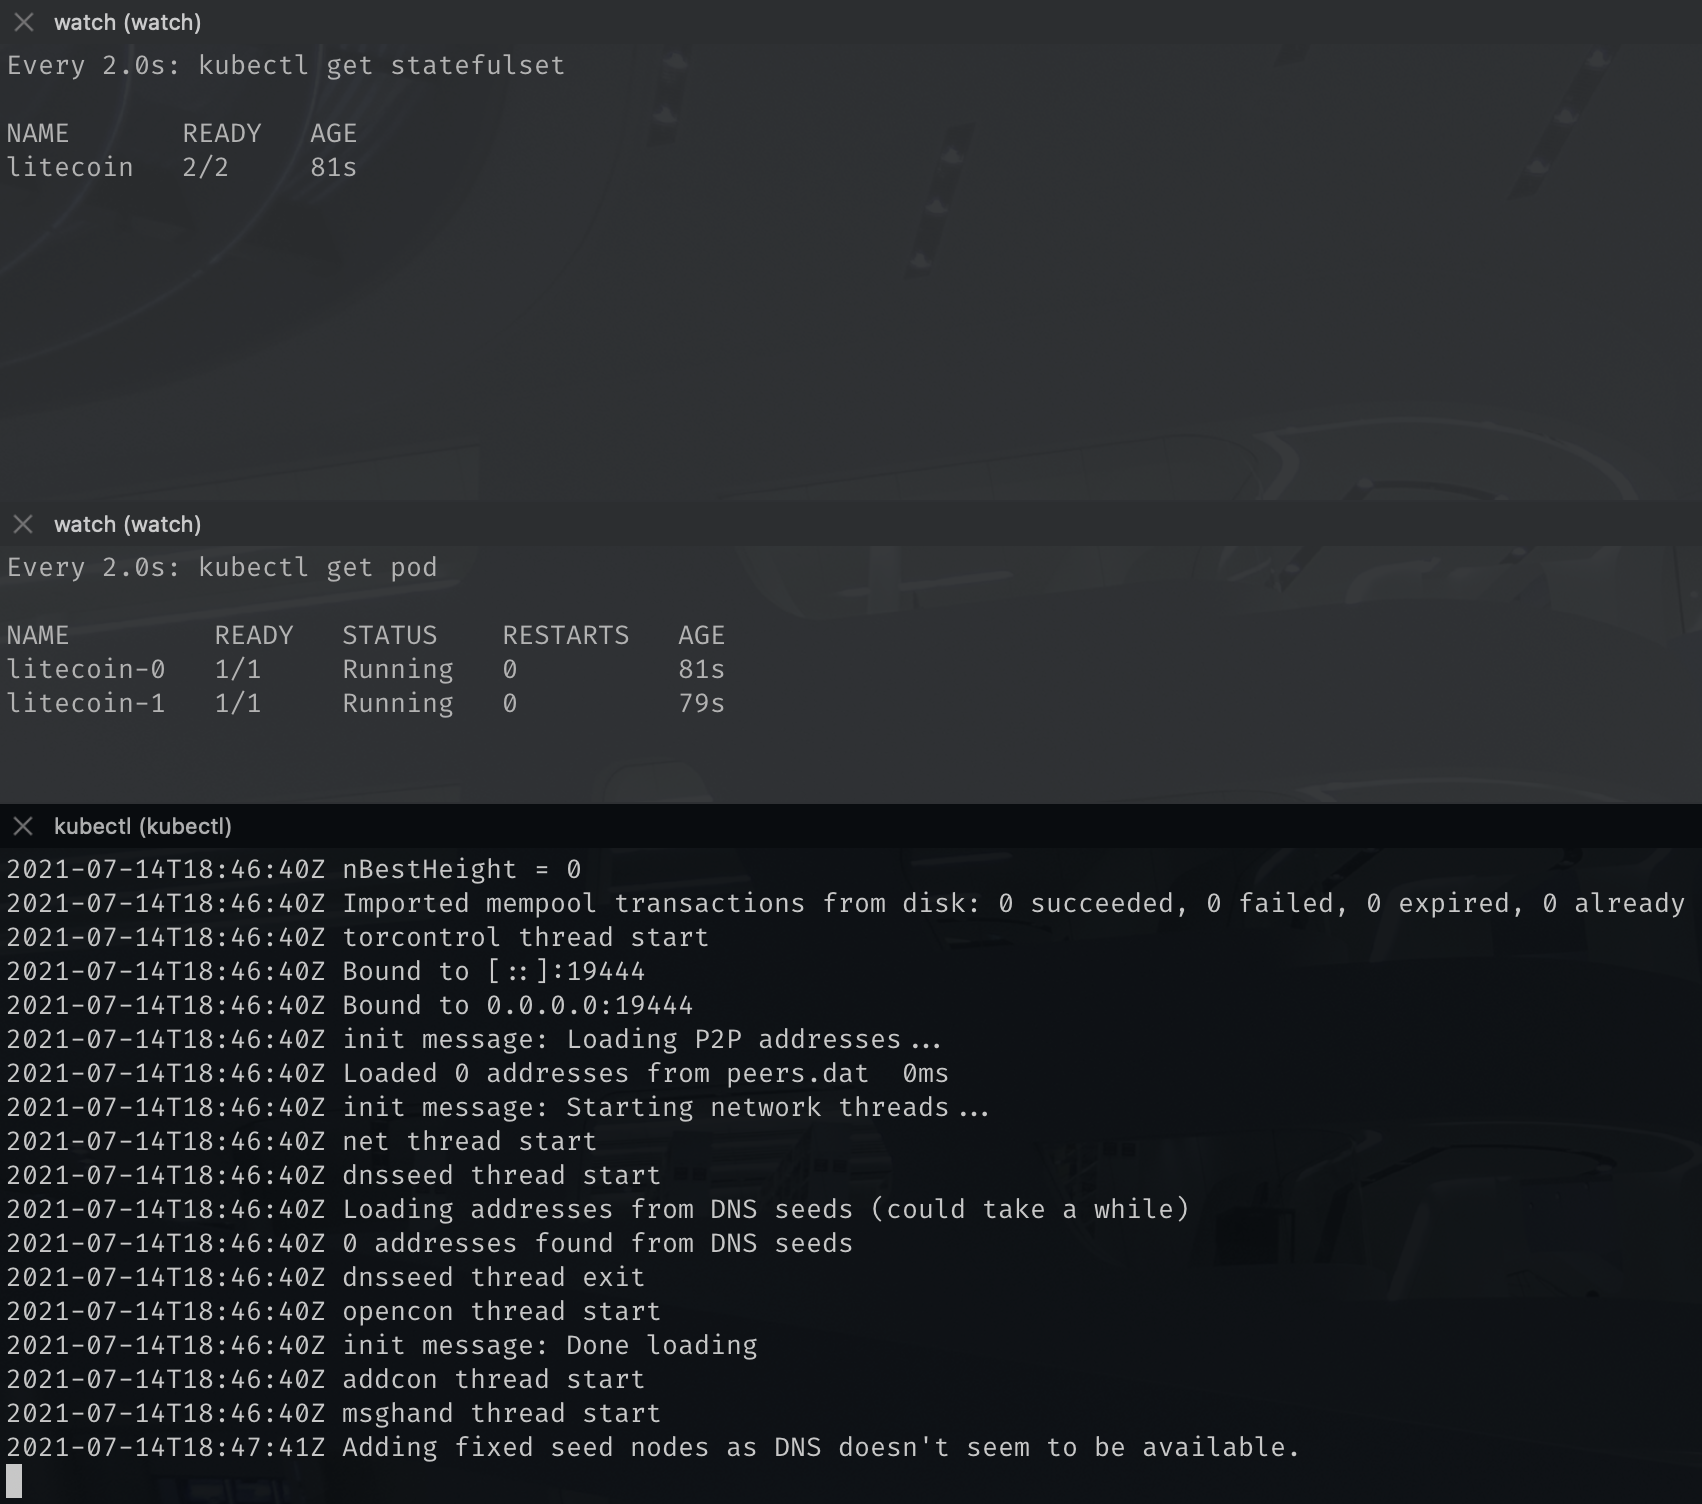 watch (watch)
Every 2.0s: kubectl get statefulset
NAME READY AGE
litecoin 2/2 81s
watch (watch)
Every 2.0s: kubectl get pod
NAME READY STATUS RESTARTS AGE
litecoin-0 1/1 Running 0 81s
litecoin-1 1/1 Running 0 79s
kubectl (kubectl)
2021-07-14T18:46:40Z nBestHeight = 0
2021-07-14T18:46:40Z Imported mempool transactions from disk: 0 succeeded, 0 failed, 0 expired, 0 already
2021-07-14T18:46:40Z torcontrol thread start
2021-07-14T18:46:40Z Bound to [::]:19444
2021-07-14T18:46:40Z Bound to 0.0.0.0:19444
2021-07-14T18:46:40Z init message: Loading P2P addresses...
2021-07-14T18:46:40Z Loaded 0 addresses from peers.dat  0ms
2021-07-14T18:46:40Z init message: Starting network threads...
2021-07-14T18:46:40Z net thread start
2021-07-14T18:46:40Z dnsseed thread start
2021-07-14T18:46:40Z Loading addresses from DNS seeds (could take a while)
2021-07-14T18:46:40Z 0 addresses found from DNS seeds
2021-07-14T18:46:40Z dnsseed thread exit
2021-07-14T18:46:40Z opencon thread start
2021-07-14T18:46:40Z init message: Done loading
2021-07-14T18:46:40Z addcon thread start
2021-07-14T18:46:40Z msghand thread start
2021-07-14T18:47:41Z Adding fixed seed nodes as DNS doesn't seem to be available.